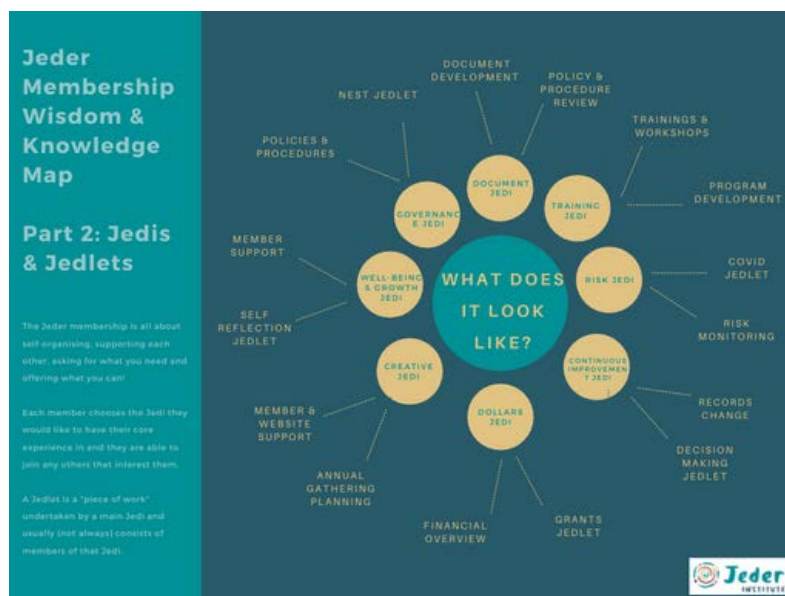 Jeder
Membership
Wisdom &
Knowledge
Map
Part 2: Jedis
& Jedlets
The Jeder membership is all about
self organising, supporting each
other, asking for what you need and
offering what you can!
Each member chooses the Jedi they
would like to have their core
experience in and they are able to
join any others that interest them.
A Jedlet is a "piece of work"
undertaken by a main Jedi and
usually (not always) consists of
members of that Jedi.
WHAT DOES
IT LOOK
LIKE?
DOCUMENT
JEDI
DOCUMENT
DEVELOPMENT
POLICY &
PROCEDURE
REVIEW
TRAINING
JEDI
TRAININGS &
WORKSHOPS
PROGRAM
DEVELOPMENT
RISK JEDI
COVID
JEDLET
RISK
MONITORING
CONTINUOUS
IMPROVEMEN
T JEDI
RECORDS
CHANGE
DECISION
MAKING
JEDLET
DOLLARS
JEDI
GRANTS
JEDLET
FINANCIAL
OVERVIEW
CREATIVE
JEDI
ANNUAL
GATHERING
PLANNING
MEMBER &
WEBSITE
SUPPORT
WELL-BEING
& GROWTH
JEDI
SELF
REFLECTION
JEDLET
MEMBER
SUPPORT
GOVERNANC
E JEDI
POLICIES &
PROCEDURES
NEST JEDLET
Jeder
INSTITUTE